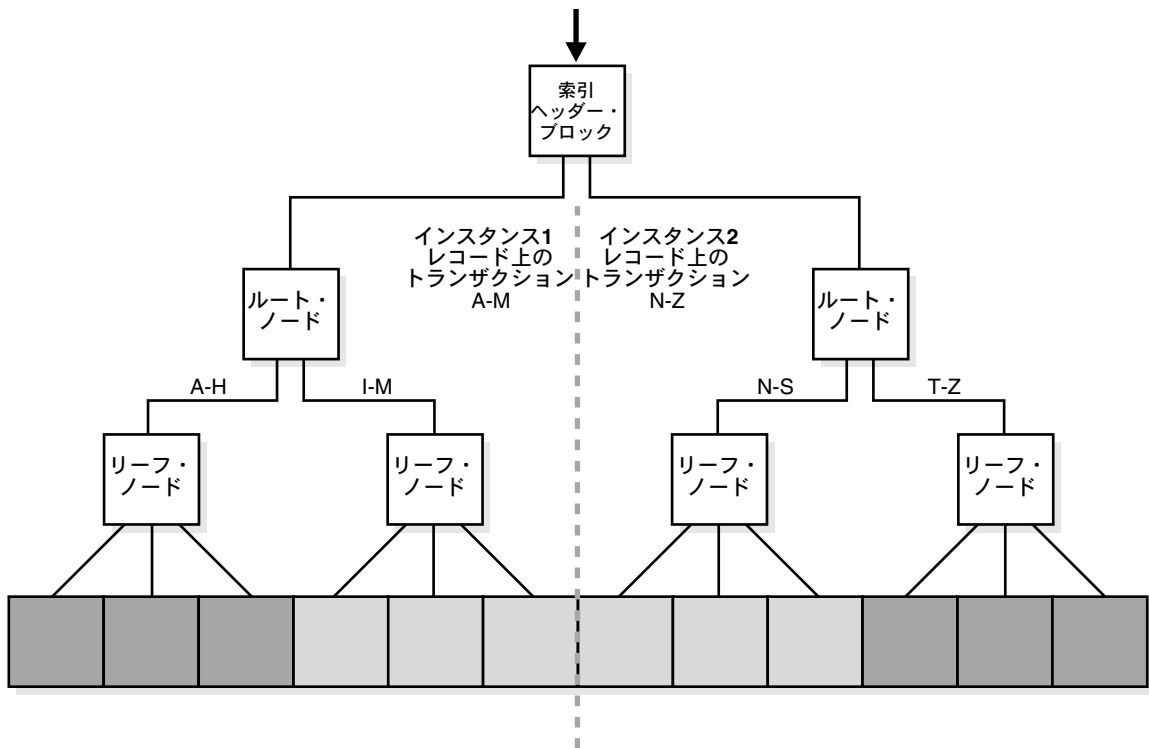 索引
ヘッダー・
ブロック
インスタンス1
レコード上の
トランザクション
A-M
インスタンス2
レコード上の
トランザクション
N-Z
ルート・
ノード
ルート・
ノード
A-H
I-M
N-S
T-Z
リーフ・
ノード
リーフ・
ノード
リーフ・
ノード
リーフ・
ノード